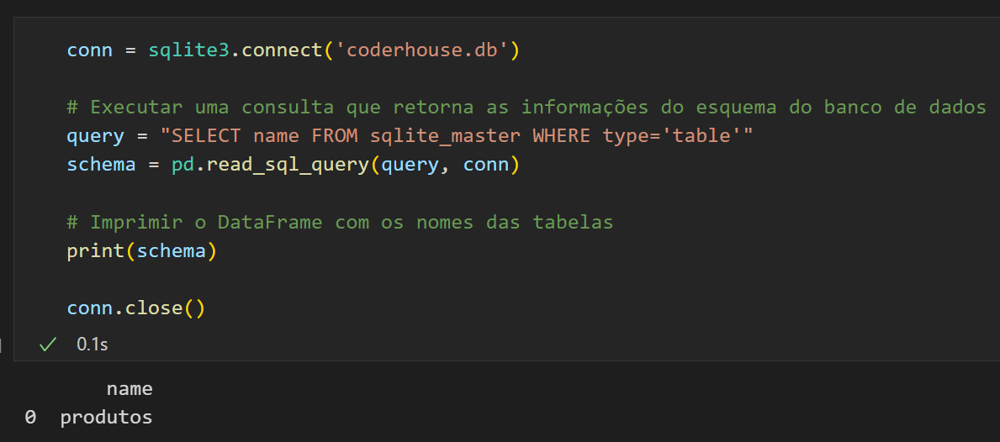 conn = sqlite3.connect('coderhouse.db')
# Executar uma consulta que retorna as informações do esquema do banco de dados
query = "SELECT name FROM sqlite_master WHERE type='table'"
schema = pd.read_sql_query(query, conn)
# Imprimir o DataFrame com os nomes das tabelas
print(schema)
conn.close()
0.1s
name
0 produtos